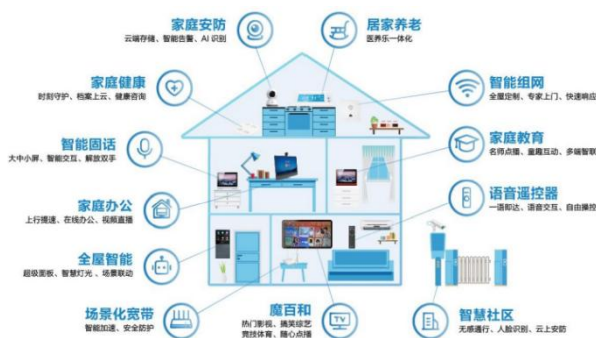 家庭安防
云端存储、智能告警、AI 识别
居家养老
医养乐一体化
家庭健康
时刻守护、档案上云、健康咨询
智能组网
全屋定制、专家上门、快速响应
智能固话
大中小屏、智能交互、解放双手
家庭教育
名师点播、童趣互动、多端智联
家庭办公
上行提速、在线办公、视频直播
语音遥控器
一语即达、语音交互、自由操控
全屋智能
超级面板、智慧灯光、场景联动
场景化宽带
智能加速、安全防护
魔百和
热门影视、搞笑综艺
竞技体育、随心点播
TV
智慧社区
无感通行、人脸识别、云上安防